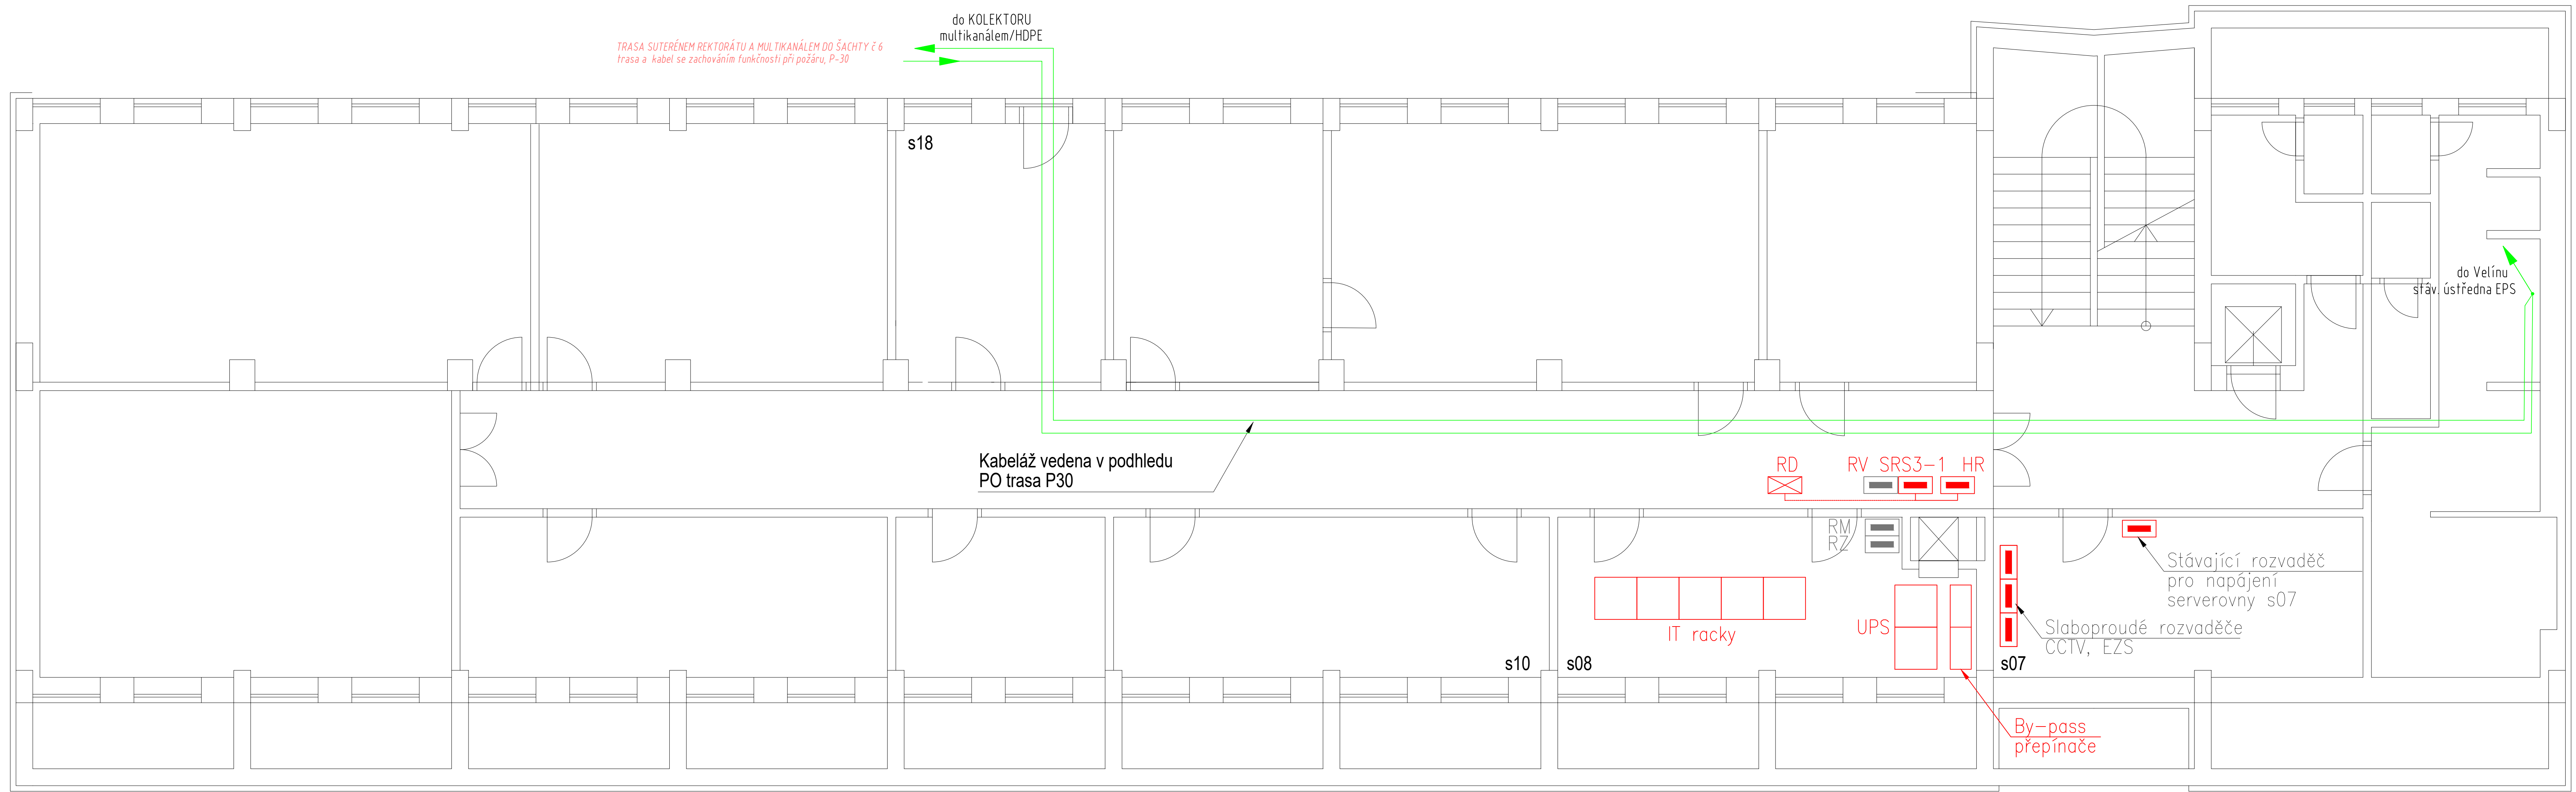 do KOLEKTORU
multikanálem/HDPE
TRASA SUTERÉNEM REKTORÁTU A MULTIKANÁLEM DO ŠACHTY č 6
trasa a kabel se zachováním funkčnosti při požáru, P-30
s18
do Velínu
stáv. ústředna EPS
Kabeláž vedena v podhledu
PO trasa P30
RD
RV SRS3-1 HR
RM
RZ
Stávající rozvaděč
pro napájení
serverovny s07
IT racky
UPS
Slaboproudé rozvaděče
CCTV, EZS
s10
s08
s07
By-pass
přepínače